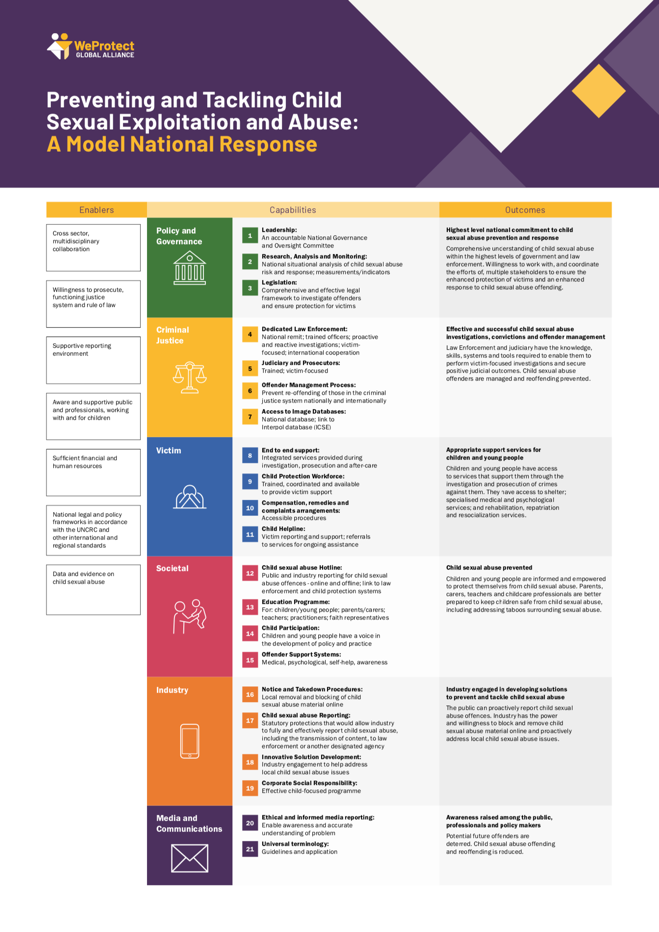 WeProtect
GLOBAL ALLIANCE
Preventing and Tackling Child
Sexual Exploitation and Abuse:
A Model National Response
Enablers
Capabilities
Outcomes
Cross sector,
multidisciplinary
collaboration
Willingness to prosecute,
functioning justice
system and rule of law
Supportive reporting
environment
Aware and supportive public
and professionals, working
with and for children
Sufficient financial and
human resources
National legal and policy
frameworks in accordance
with the UNCRC and
other international and
regional standards
Data and evidence on
child sexual abuse
Policy and
Governance
1
Leadership:
An accountable National Governance
and Oversight Committee
2
Research, Analysis and Monitoring:
National situational analysis of child sexual abuse
risk and response; measurements/indicators
3
Legislation:
Comprehensive and effective legal
framework to investigate offenders
and ensure protection for victims
Highest level national commitment to child
sexual abuse prevention and response
Comprehensive understanding of child sexual abuse
within the highest levels of government and law
enforcement. Willingness to work with, and coordinate
the efforts of, multiple stakeholders to ensure the
enhanced protection of victims and an enhanced
response to child sexual abuse offending.
Criminal
Justice
4
Dedicated Law Enforcement:
National remit; trained officers; proactive
and reactive investigations; victim-
focused; international cooperation
5
Judiciary and Prosecutors:
Trained; victim-focused
6
Offender Management Process:
Prevent re-offending of those in the criminal
justice system nationally and internationally
7
Access to Image Databases:
National database; link to
Interpol database (ICSE)
Effective and successful child sexual abuse
investigations, convictions and offender management
Law Enforcement and judiciary have the knowledge,
skills, systems and tools required to enable them to
perform victim-focused investigations and secure
positive judicial outcomes. Child sexual abuse
offenders are managed and reoffending prevented.
Victim
8
End to end support:
Integrated services provided during
investigation, prosecution and after-care
9
Child Protection Workforce:
Trained, coordinated and available
to provide victim support
10
Compensation, remedies and
complaints arrangements:
Accessible procedures
11
Child Helpline:
Victim reporting and support; referrals
to services for ongoing assistance
Appropriate support services for
children and young people
Children and young people have access
to services that support them through the
investigation and prosecution of crimes
against them. They have access to shelter;
specialised medical and psychological
services; and rehabilitation, repatriation
and resocialization services.
Societal
12
Child sexual abuse Hotline:
Public and industry reporting for child sexual
abuse offences - online and offline; link to law
enforcement and child protection systems
13
Education Programme:
For: children/young people; parents/carers;
teachers; practitioners; faith representatives
14
Child Participation:
Children and young people have a voice in
the development of policy and practice
15
Offender Support Systems:
Medical, psychological, self-help, awareness
Child sexual abuse prevented
Children and young people are informed and empowered
to protect themselves from child sexual abuse. Parents,
carers, teachers and childcare professionals are better
prepared to keep children safe from child sexual abuse,
including addressing taboos surrounding sexual abuse.
Industry
16
Notice and Takedown Procedures:
Local removal and blocking of child
sexual abuse material online
17
Child sexual abuse Reporting:
Statutory protections that would allow industry
to fully and effectively report child sexual abuse,
including the transmission of content, to law
enforcement or another designated agency
18
Innovative Solution Development:
Industry engagement to help address
local child sexual abuse issues
19
Corporate Social Responsibility:
Effective child-focused programme
Industry engaged in developing solutions
to prevent and tackle child sexual abuse
The public can proactively report child sexual
abuse offences. Industry has the power
and willingness to block and remove child
sexual abuse material online and proactively
address local child sexual abuse issues.
Media and
Communications
20
Ethical and informed media reporting:
Enable awareness and accurate
understanding of problem
21
Universal terminology:
Guidelines and application
Awareness raised among the public,
professionals and policy makers
Potential future offenders are
deterred. Child sexual abuse offending
and reoffending is reduced.